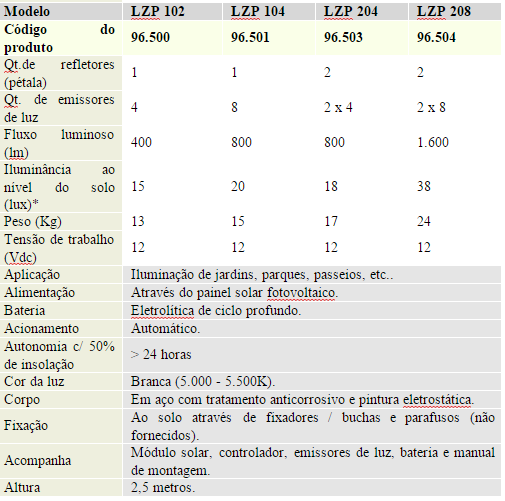 Modelo LZP 102 LZP 104 LZP 204 LZP 208
Código do
produto 96.500 96.501 96.503 96.504
Qt.de refletores
(pétala) 1 1 2 2
Qt. de emissores
de luz 4 8 2 x 4 2 x 8
Fluxo luminoso
(lm) 400 800 800 1.600
Iluminância ao
nível do solo
(lux)* 15 20 18 38
Peso (Kg) 13 15 17 24
Tensão de trabalho
(Vdc) 12 12 12 12
Aplicação Iluminação de jardins, parques, passeios, etc..
Alimentação Através do painel solar fotovoltaico.
Bateria Eletrolítica de ciclo profundo.
Acionamento Automático.
Autonomia c/ 50%
de insolação > 24 horas
Cor da luz Branca (5.000 - 5.500K).
Corpo Em aço com tratamento anticorrosivo e pintura eletrostática.
Fixação Ao solo através de fixadores / buchas e parafusos (não
fornecidos).
Acompanha Módulo solar, controlador, emissores de luz, bateria e manual
de montagem.
Altura 2,5 metros.